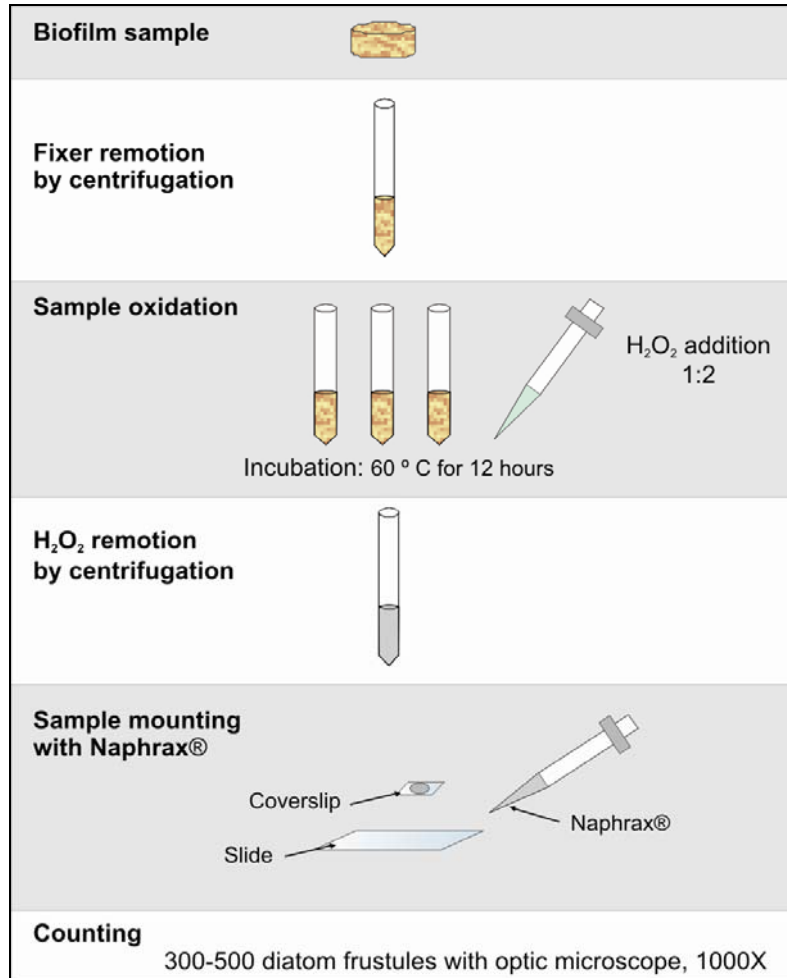 Biofilm sample
Fixer remotion
by centrifugation
Sample oxidation
H₂O₂ addition
1:2
Incubation: 60 º C for 12 hours
H₂O₂ remotion
by centrifugation
Sample mounting
with Naphrax®
Coverslip
Naphrax®
Slide
Counting
300-500 diatom frustules with optic microscope, 1000X